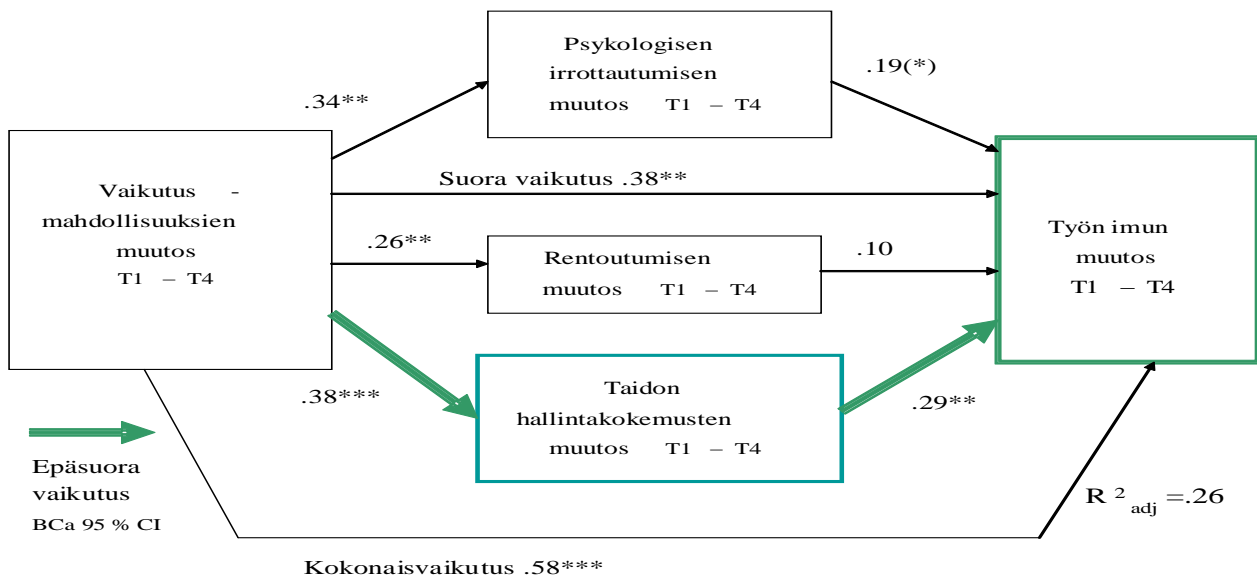 Psykologisen
irrottautumisen
muutos T1 – T4
.19(*)
.34**
Vaikutus -
mahdollisuuksien
muutos
T1 – T4
Suora vaikutus .38**
.26**
Rentoutumisen
muutos T1 – T4
.10
Työn imun
muutos
T1 – T4
.38***
Taidon
hallintakokemusten
muutos T1 – T4
.29**
Epäsuora
vaikutus
BCa 95 % CI
R 2 adj =.26
Kokonaisvaikutus .58***